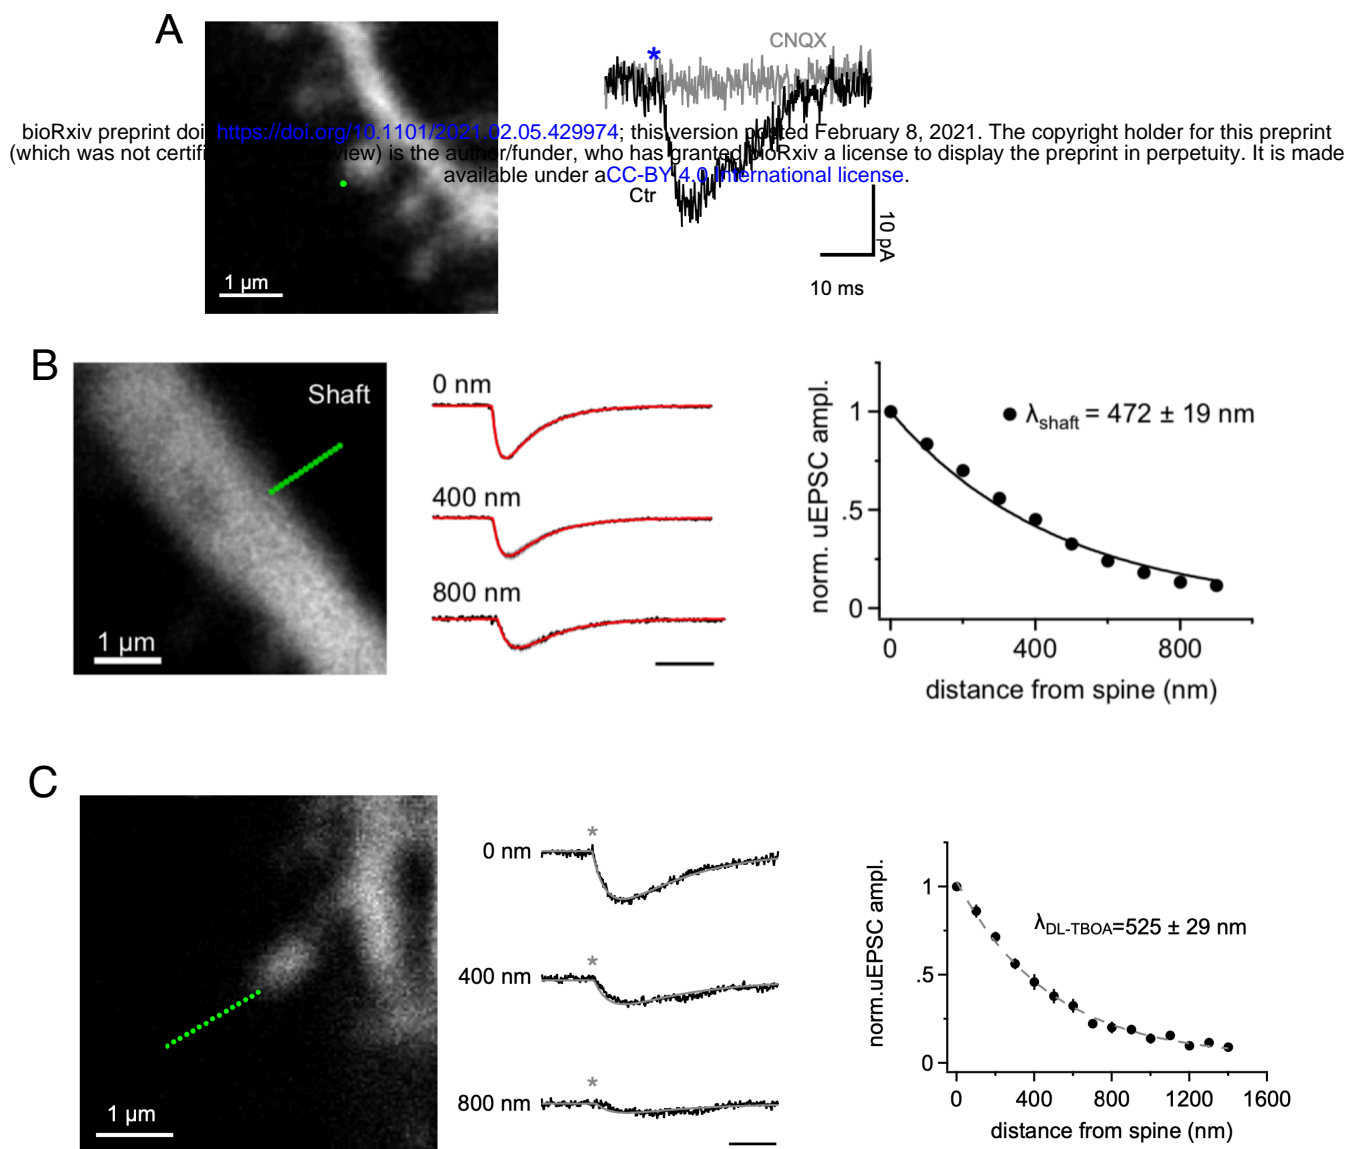 A
CNQX
*
bioRxiv preprint doi: https://doi.org/10.1101/2021.02.05.429974; this version posted February 8, 2021. The copyright holder for this preprint
(which was not certified by peer review) is the author/funder, who has granted bioRxiv a license to display the preprint in perpetuity. It is made
available under aCC-BY 4.0 International license.
Ctr
10 pA
1 µm
10 ms
B
Shaft
1 µm
0 nm
400 nm
800 nm
norm. uEPSC ampl.
1
.5
0
λshaft = 472 ± 19 nm
0 400 800
distance from spine (nm)
C
1 µm
*
0 nm
*
400 nm
*
800 nm
norm.uEPSC ampl.
1
.5
0
λDL-TBOA=525 ± 29 nm
0 400 800 1200 1600
distance from spine (nm)